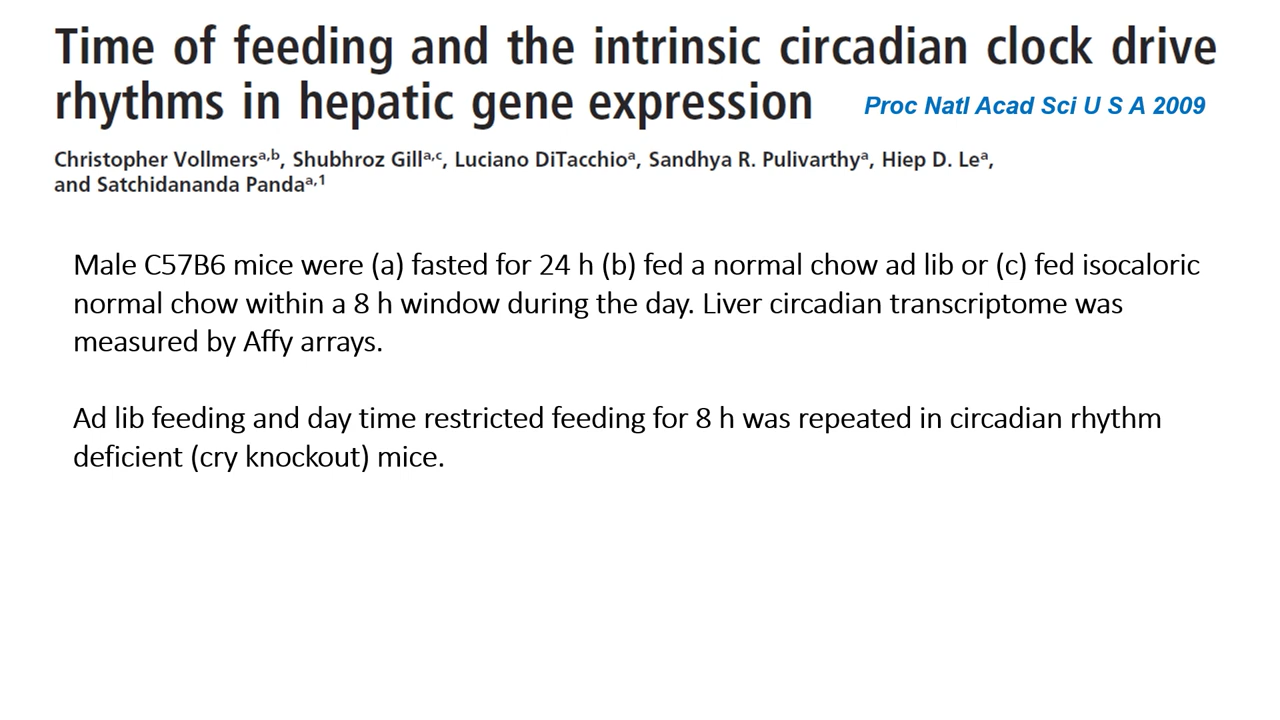 Time of feeding and the intrinsic circadian clock drive
rhythms in hepatic gene expression Proc Natl Acad Sci U S A 2009
Christopher Vollmersᵃ,ᵇ, Shubhroz Gillᵃ,ᶜ, Luciano DiTacchioᵃ, Sandhya R. Pulivarthyᵃ, Hiep D. Leᵃ,
and Satchidananda Pandaᵃ,¹
Male C57B6 mice were (a) fasted for 24 h (b) fed a normal chow ad lib or (c) fed isocaloric
normal chow within a 8 h window during the day. Liver circadian transcriptome was
measured by Affy arrays.
Ad lib feeding and day time restricted feeding for 8 h was repeated in circadian rhythm
deficient (cry knockout) mice.